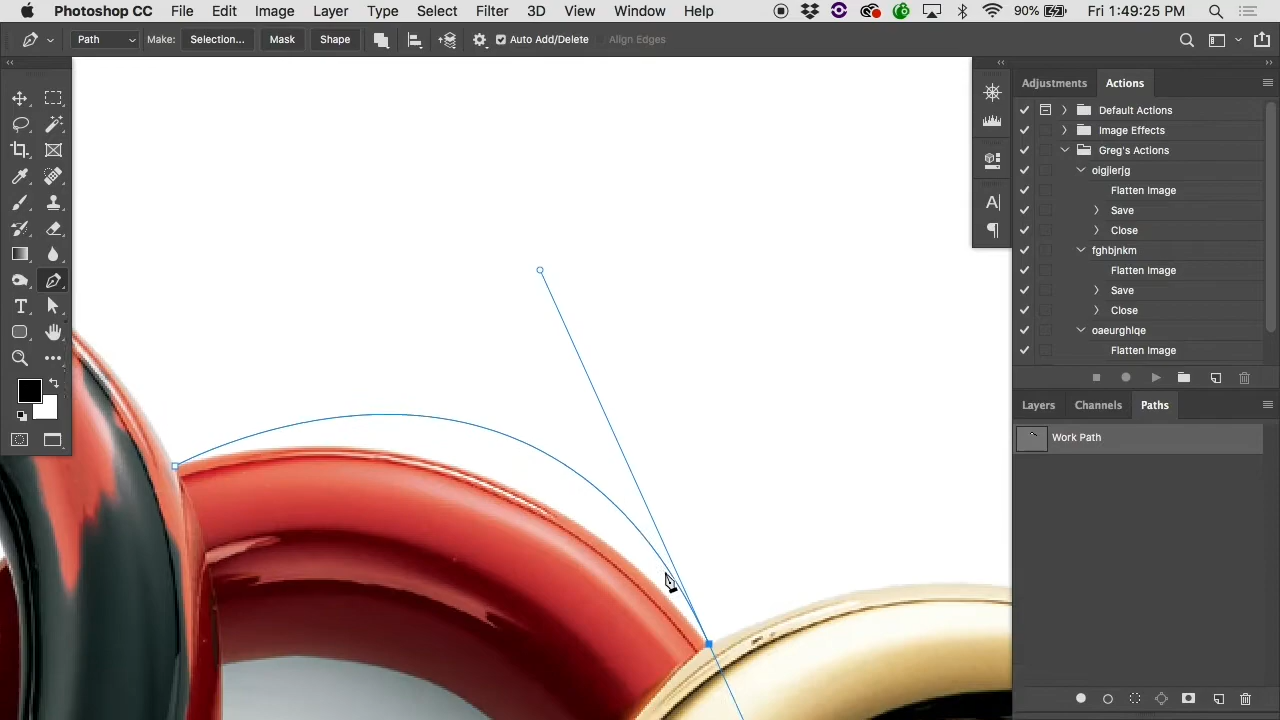 Photoshop CC File Edit Image Layer Type Select Filter 3D View Window Help 90% Fri 1:49:25 PM
Path Make: Selection... Mask Shape Auto Add/Delete Align Edges
Adjustments Actions
Default Actions
Image Effects
Greg's Actions
olgjlerjg
Flatten Image
Save
Close
fghbjnkm
Flatten Image
Save
Close
oaeurghlqe
Flatten Image
Layers Channels Paths
Work Path